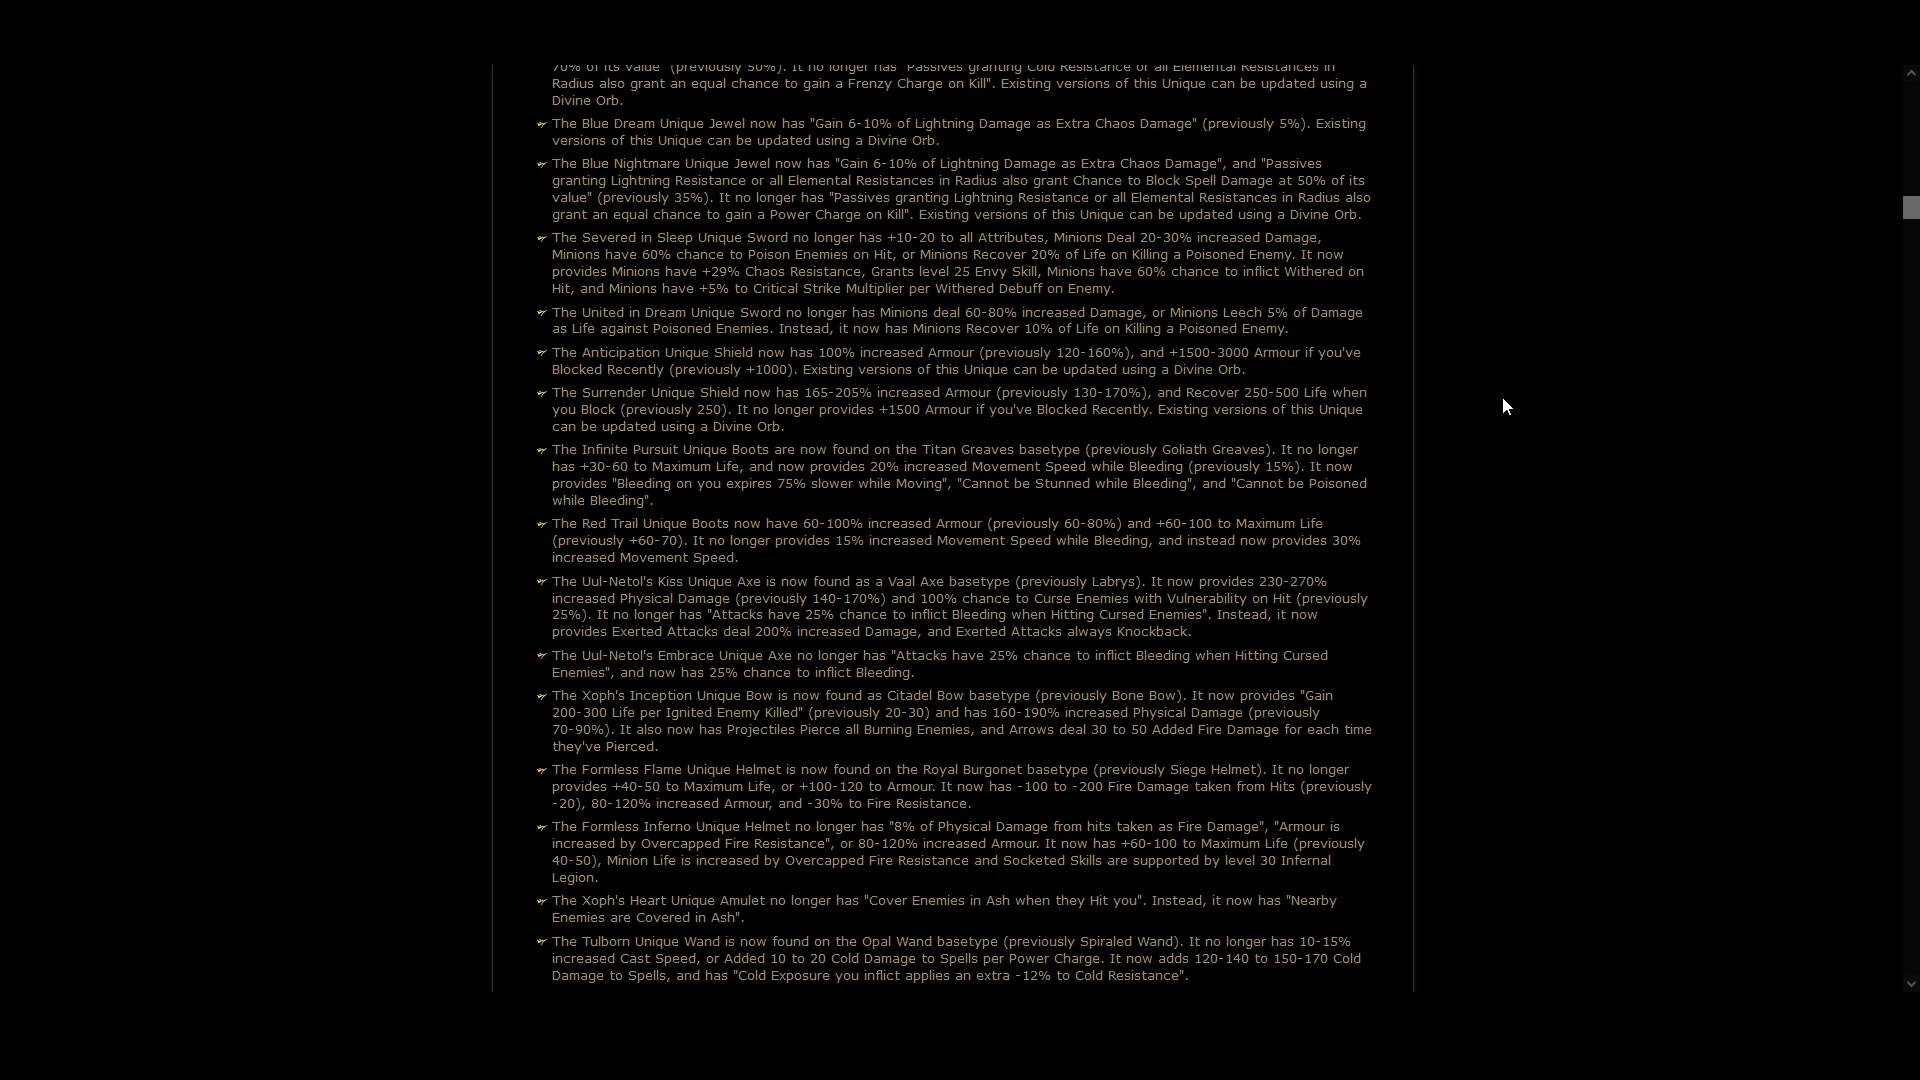 70% of its value" (previously 50%). It no longer has "Passives granting Cold Resistance or all Elemental Resistances in
Radius also grant an equal chance to gain a Frenzy Charge on Kill". Existing versions of this Unique can be updated using a
Divine Orb.
The Blue Dream Unique Jewel now has "Gain 6-10% of Lightning Damage as Extra Chaos Damage" (previously 5%). Existing
versions of this Unique can be updated using a Divine Orb.
The Blue Nightmare Unique Jewel now has "Gain 6-10% of Lightning Damage as Extra Chaos Damage", and "Passives
granting Lightning Resistance or all Elemental Resistances in Radius also grant Chance to Block Spell Damage at 50% of its
value" (previously 35%). It no longer has "Passives granting Lightning Resistance or all Elemental Resistances in Radius also
grant an equal chance to gain a Power Charge on Kill". Existing versions of this Unique can be updated using a Divine Orb.
The Severed in Sleep Unique Sword no longer has +10-20 to all Attributes, Minions Deal 20-30% increased Damage,
Minions have 60% chance to Poison Enemies on Hit, or Minions Recover 20% of Life on Killing a Poisoned Enemy. It now
provides Minions have +29% Chaos Resistance, Grants level 25 Envy Skill, Minions have 60% chance to inflict Withered on
Hit, and Minions have +5% to Critical Strike Multiplier per Withered Debuff on Enemy.
The United in Dream Unique Sword no longer has Minions deal 60-80% increased Damage, or Minions Leech 5% of Damage
as Life against Poisoned Enemies. Instead, it now has Minions Recover 10% of Life on Killing a Poisoned Enemy.
The Anticipation Unique Shield now has 100% increased Armour (previously 120-160%), and +1500-3000 Armour if you've
Blocked Recently (previously +1000). Existing versions of this Unique can be updated using a Divine Orb.
The Surrender Unique Shield now has 165-205% increased Armour (previously 130-170%), and Recover 250-500 Life when
you Block (previously 250). It no longer provides +1500 Armour if you've Blocked Recently. Existing versions of this Unique
can be updated using a Divine Orb.
The Infinite Pursuit Unique Boots are now found on the Titan Greaves basetype (previously Goliath Greaves). It no longer
has +30-60 to Maximum Life, and now provides 20% increased Movement Speed while Bleeding (previously 15%). It now
provides "Bleeding on you expires 75% slower while Moving", "Cannot be Stunned while Bleeding", and "Cannot be Poisoned
while Bleeding".
The Red Trail Unique Boots now have 60-100% increased Armour (previously 60-80%) and +60-100 to Maximum Life
(previously +60-70). It no longer provides 15% increased Movement Speed while Bleeding, and instead now provides 30%
increased Movement Speed.
The Uul-Netol's Kiss Unique Axe is now found as a Vaal Axe basetype (previously Labrys). It now provides 230-270%
increased Physical Damage (previously 140-170%) and 100% chance to Curse Enemies with Vulnerability on Hit (previously
25%). It no longer has "Attacks have 25% chance to inflict Bleeding when Hitting Cursed Enemies". Instead, it now
provides Exerted Attacks deal 200% increased Damage, and Exerted Attacks always Knockback.
The Uul-Netol's Embrace Unique Axe no longer has "Attacks have 25% chance to inflict Bleeding when Hitting Cursed
Enemies", and now has 25% chance to inflict Bleeding.
The Xoph's Inception Unique Bow is now found as Citadel Bow basetype (previously Bone Bow). It now provides "Gain
200-300 Life per Ignited Enemy Killed" (previously 20-30) and has 160-190% increased Physical Damage (previously
70-90%). It also now has Projectiles Pierce all Burning Enemies, and Arrows deal 30 to 50 Added Fire Damage for each time
they've Pierced.
The Formless Flame Unique Helmet is now found on the Royal Burgonet basetype (previously Siege Helmet). It no longer
provides +40-50 to Maximum Life, or +100-120 to Armour. It now has -100 to -200 Fire Damage taken from Hits (previously
-20), 80-120% increased Armour, and -30% to Fire Resistance.
The Formless Inferno Unique Helmet no longer has "8% of Physical Damage from hits taken as Fire Damage", "Armour is
increased by Overcapped Fire Resistance", or 80-120% increased Armour. It now has +60-100 to Maximum Life (previously
40-50), Minion Life is increased by Overcapped Fire Resistance and Socketed Skills are supported by level 30 Infernal
Legion.
The Xoph's Heart Unique Amulet no longer has "Cover Enemies in Ash when they Hit you". Instead, it now has "Nearby
Enemies are Covered in Ash".
The Tulborn Unique Wand is now found on the Opal Wand basetype (previously Spiraled Wand). It no longer has 10-15%
increased Cast Speed, or Added 10 to 20 Cold Damage to Spells per Power Charge. It now adds 120-140 to 150-170 Cold
Damage to Spells, and has "Cold Exposure you inflict applies an extra -12% to Cold Resistance".